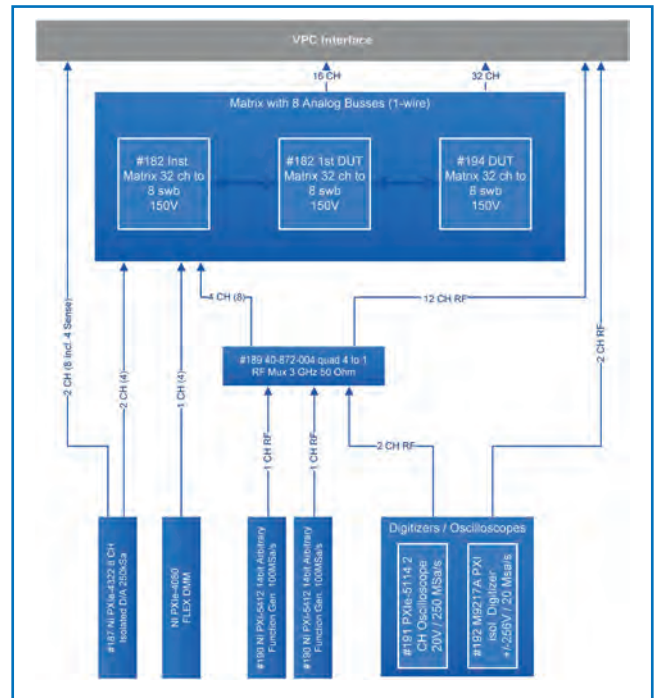 VPC Interface
16 CH
32 CH
Matrix with 8 Analog Busses (1-wire)
#182 Inst
Matrix 32 ch to
8 swb
150V
#182 1st DUT
Matrix 32 ch to
8 swb
150V
#194 DUT
Matrix 32 ch to
8 swb
150V
2 CH (8 incl. 4 Sense)
2 CH (4)
1 CH (4)
4 CH (8)
12 CH RF
2 CH RF
#189 40-872-004 quad 4 to 1
RF Mux 3 GHz 50 Ohm
1 CH RF
1 CH RF
2 CH RF
#187 NI PXIe-4322 8 CH
Isolated D/A 250kSa
NI PXIe-4080
FLEX DMM
#190 NI PXI-5412 14bit Arbitrary
Function Gen. 100MSa/s
#190 NI PXI-5412 14bit Arbitrary
Function Gen. 100MSa/s
Digitizers / Oscilloscopes
#191 PXIe-5114 2
CH Oscilloscope
20V / 250 MSa/s
#192 M9217A PXI
isol. Digitizer
+/-256V / 20 Msa/s